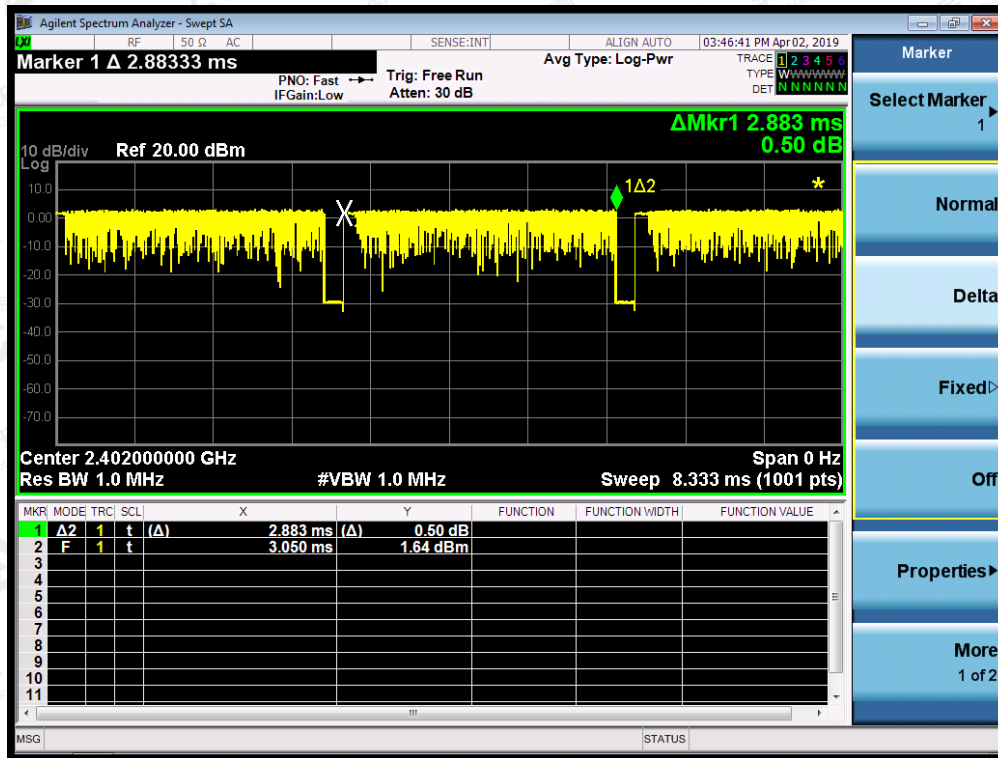 Agilent Spectrum Analyzer - Swept SA
LXI RF 50 Ω AC SENSE:INT ALIGN AUTO 03:46:41 PM Apr 02, 2019
Marker 1 Δ 2.88333 ms
PNO: Fast
IFGain:Low
Trig: Free Run
Atten: 30 dB
Avg Type: Log-Pwr
TRACE 1 2 3 4 5 6
TYPE WWWWWW
DET N N N N N N
ΔMkr1 2.883 ms
0.50 dB
10 dB/div Ref 20.00 dBm
Log
1Δ2
*
10.0
0.00
-10.0
-20.0
-30.0
-40.0
-50.0
-60.0
-70.0
X
Center 2.402000000 GHz Span 0 Hz
Res BW 1.0 MHz #VBW 1.0 MHz Sweep 8.333 ms (1001 pts)
MKR MODE TRC SCL X Y FUNCTION FUNCTION WIDTH FUNCTION VALUE
1 Δ2 1 t (Δ) 2.883 ms (Δ) 0.50 dB
2 F 1 t 3.050 ms 1.64 dBm
3
4
5
6
7
8
9
10
11
MSG STATUS
Marker
Select Marker
1
Normal
Delta
Fixed
Off
Properties
More
1 of 2